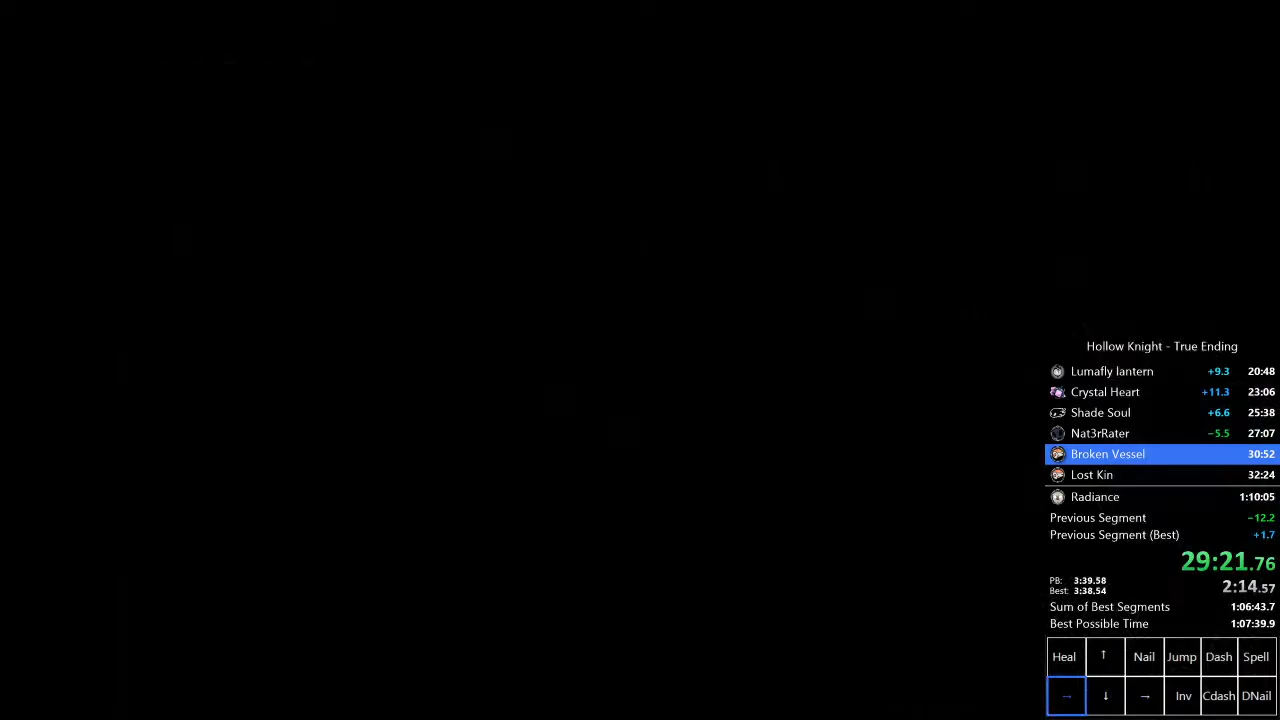 Hollow Knight - True Ending
Lumafly lantern +9.3 20:48
Crystal Heart +11.3 23:06
Shade Soul +6.6 25:38
Nat3rRater −5.5 27:07
Broken Vessel 30:52
Lost Kin 32:24
Radiance 1:10:05
Previous Segment −12.2
Previous Segment (Best) +1.7
29:21.76
PB: 3:39.58
Best: 3:38.54
2:14.57
Sum of Best Segments 1:06:43.7
Best Possible Time 1:07:39.9
Heal ↑ Nail Jump Dash Spell
→ ↓ → Inv Cdash DNail